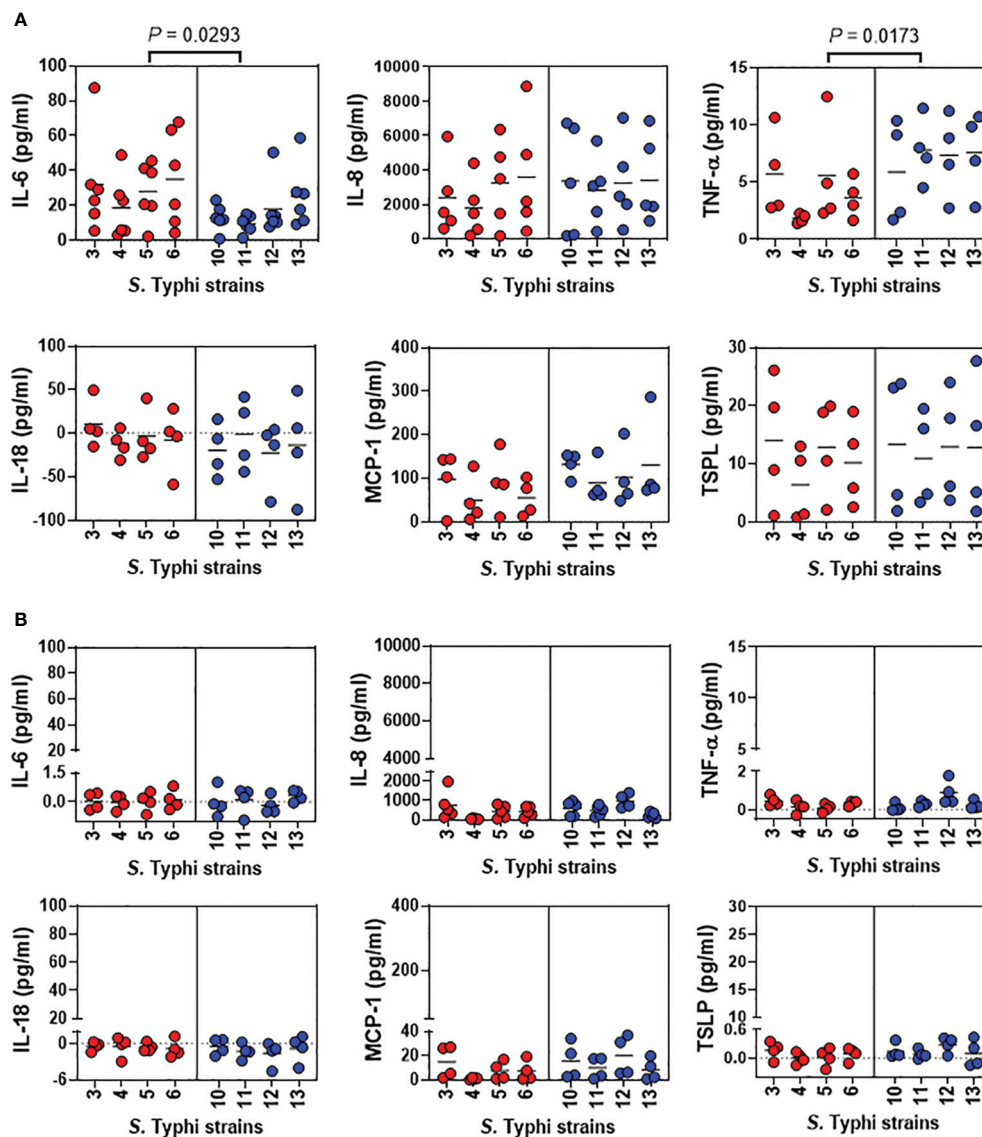 A
P = 0.0293
P = 0.0173
IL-6 (pg/ml)
100
80
60
40
20
0
3 4 5 6 10 11 12 13
S. Typhi strains
IL-8 (pg/ml)
10000
8000
6000
4000
2000
0
3 4 5 6 10 11 12 13
S. Typhi strains
TNF-α (pg/ml)
15
10
5
0
3 4 5 6 10 11 12 13
S. Typhi strains
IL-18 (pg/ml)
100
50
0
-50
-100
3 4 5 6 10 11 12 13
S. Typhi strains
MCP-1 (pg/ml)
400
300
200
100
0
3 4 5 6 10 11 12 13
S. Typhi strains
TSPL (pg/ml)
30
20
10
0
3 4 5 6 10 11 12 13
S. Typhi strains
B
IL-6 (pg/ml)
100
80
60
40
20
1.5
0.0
3 4 5 6 10 11 12 13
S. Typhi strains
IL-8 (pg/ml)
10000
8000
6000
4000
2000
1000
0
3 4 5 6 10 11 12 13
S. Typhi strains
TNF-α (pg/ml)
15
10
5
2
0
3 4 5 6 10 11 12 13
S. Typhi strains
IL-18 (pg/ml)
100
80
60
40
20
0
-6
3 4 5 6 10 11 12 13
S. Typhi strains
MCP-1 (pg/ml)
400
300
200
40
20
0
3 4 5 6 10 11 12 13
S. Typhi strains
TSLP (pg/ml)
30
25
20
15
10
5
0.6
0.0
3 4 5 6 10 11 12 13
S. Typhi strains